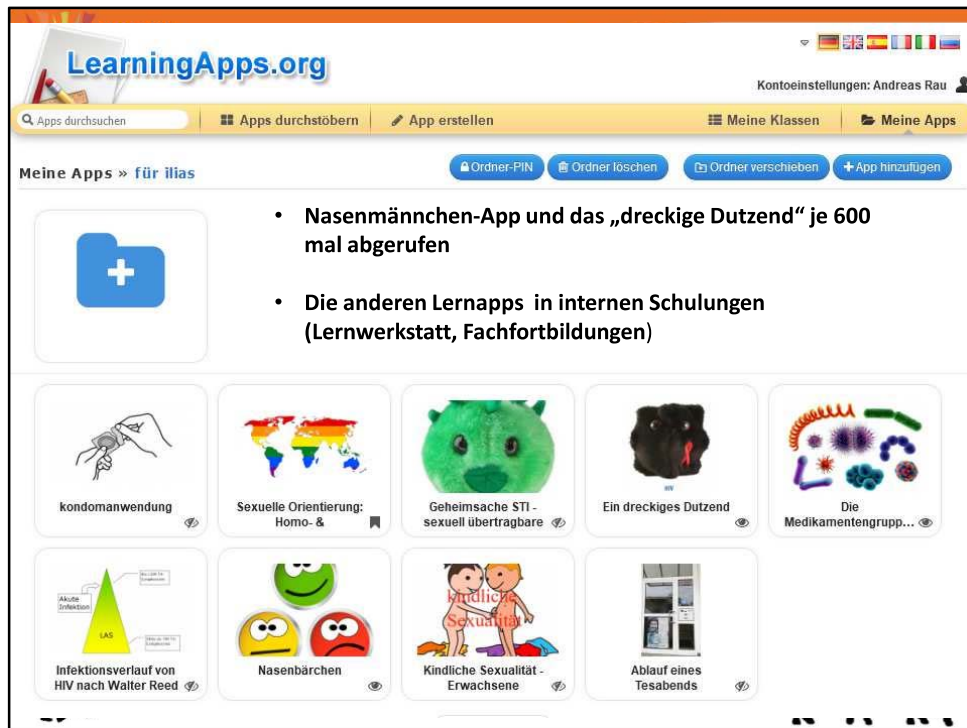 LearningApps.org
Kontoeinstellungen: Andreas Rau
Apps durchsuchen
Apps durchstöbern
App erstellen
Meine Klassen
Meine Apps
Meine Apps » für ilias
Ordner-PIN
Ordner löschen
Ordner verschieben
App hinzufügen
• Nasenmännchen-App und das „dreckige Dutzend“ je 600
mal abgerufen
• Die anderen Lernapps in internen Schulungen
(Lernwerkstatt, Fachfortbildungen)
kondomanwendung
Sexuelle Orientierung:
Homo- &
Geheimsache STI -
sexuell übertragbare
HIV
Ein dreckiges Dutzend
Die
Medikamentengrupp...
Akute
Infektion
LAS
Infektionsverlauf von
HIV nach Walter Reed
Nasenbärchen
kindliche
Sexualität
Kindliche Sexualität -
Erwachsene
Ablauf eines
Tesabends